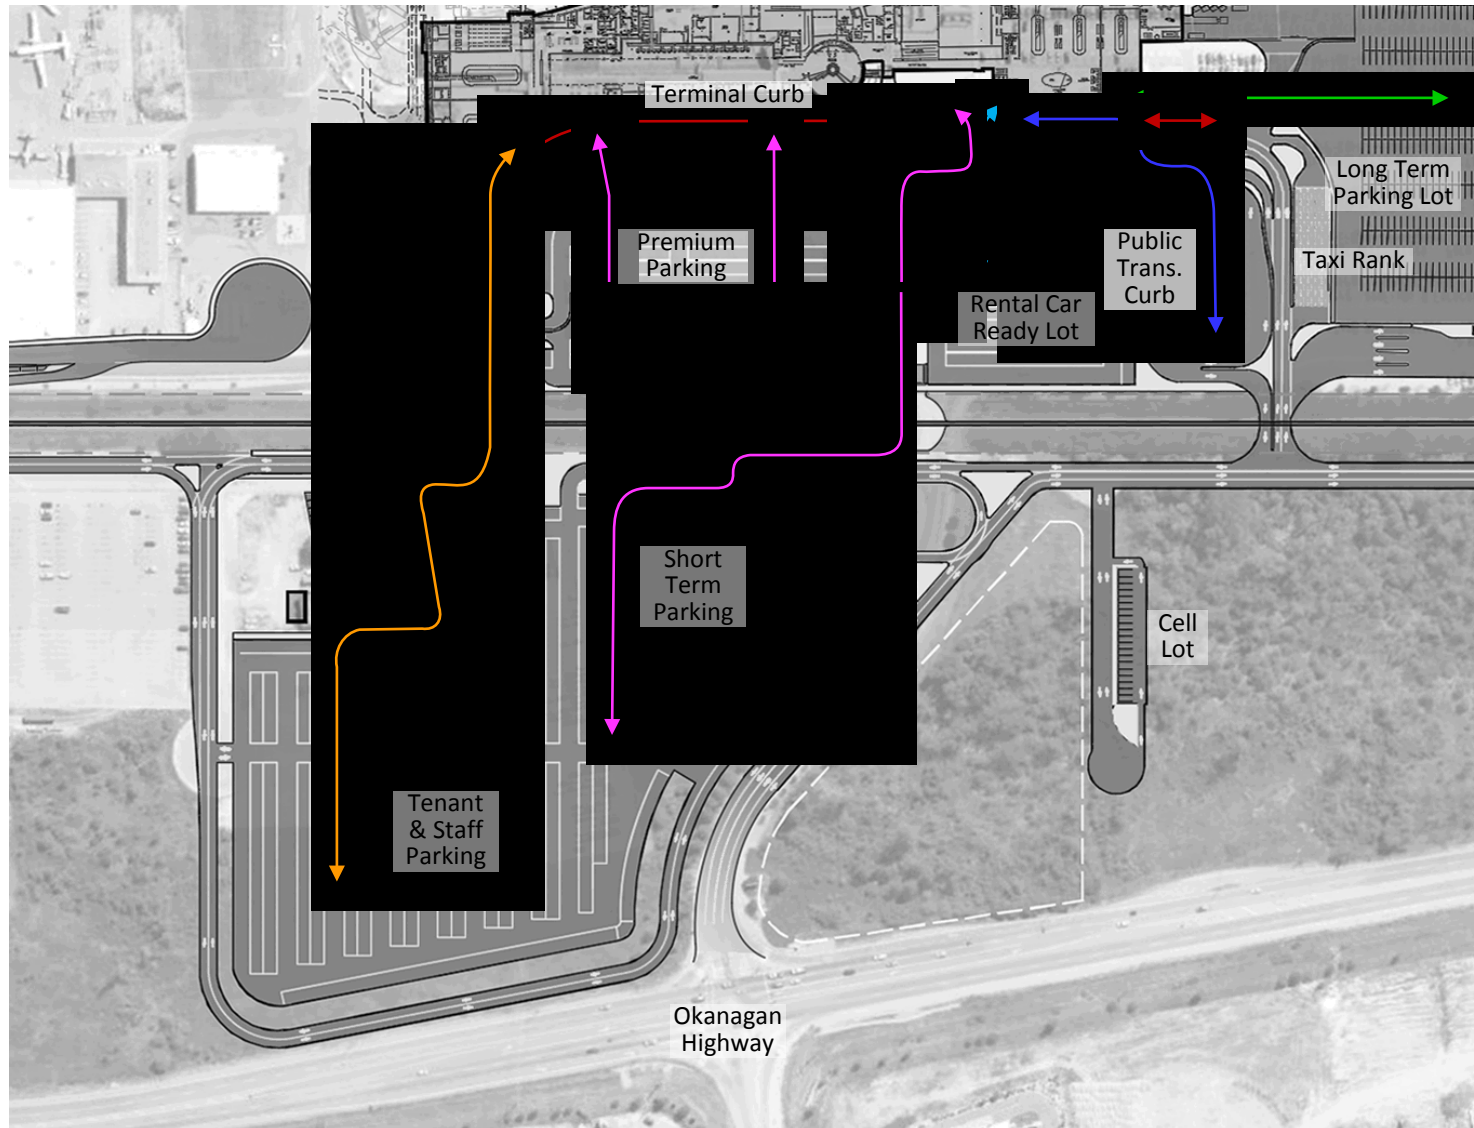 Terminal Curb
Long Term
Parking Lot
Premium
Parking
Public
Trans.
Curb
Taxi Rank
Rental Car
Ready Lot
Short
Term
Parking
Cell
Lot
Tenant
& Staff
Parking
Okanagan
Highway